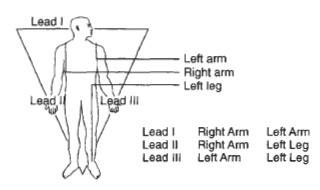 Lead I
Left arm
Right arm
Left leg
Lead II
Lead III
Lead I Right Arm Left Arm
Lead II Right Arm Left Leg
Lead III Left Arm Left Leg